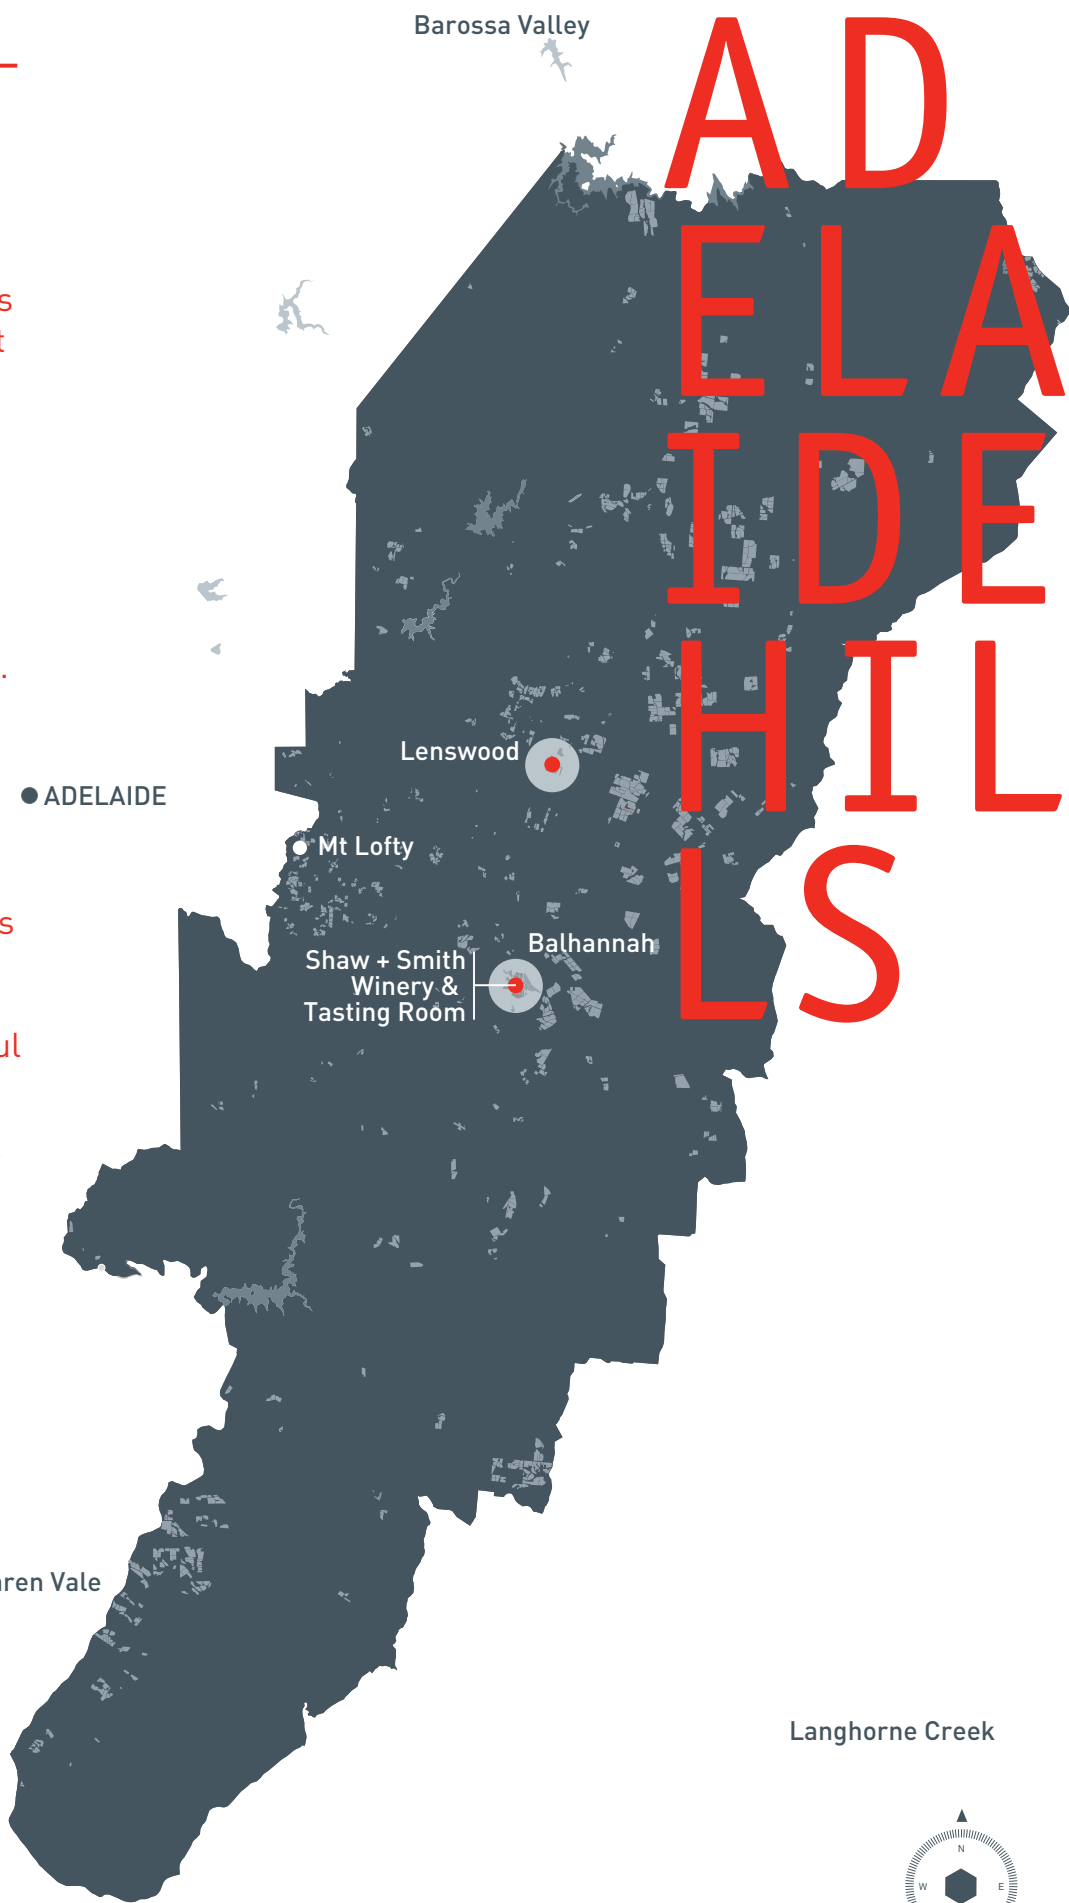 Barossa Valley
AD
ELA
IDE
HIL
LS
Lenswood
ADELAIDE
Mt Lofty
Balhannah
Shaw + Smith
Winery &
Tasting Room
Langhorne Creek
N
W E